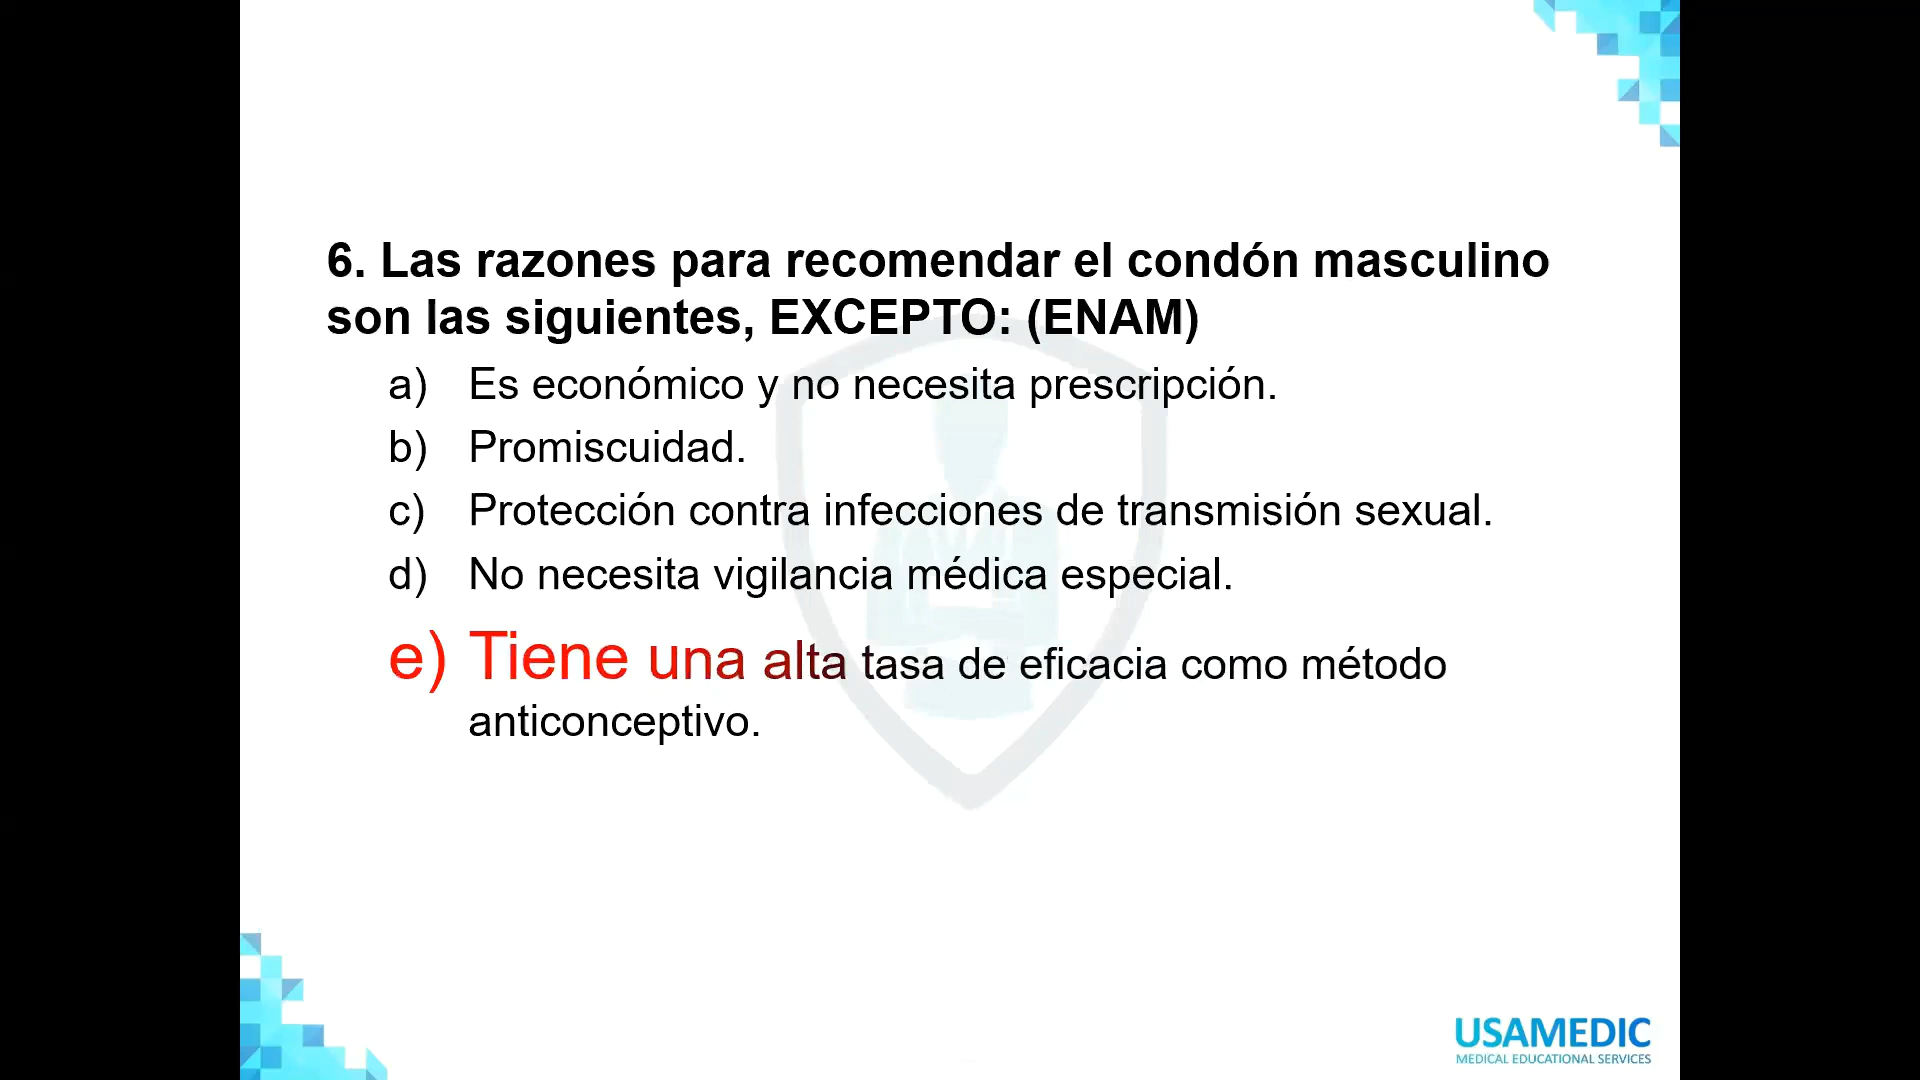 6. Las razones para recomendar el condón masculino
son las siguientes, EXCEPTO: (ENAM)
a) Es económico y no necesita prescripción.
b) Promiscuidad.
c) Protección contra infecciones de transmisión sexual.
d) No necesita vigilancia médica especial.
e) Tiene una alta tasa de eficacia como método
anticonceptivo.
USAMEDIC
MEDICAL EDUCATIONAL SERVICES